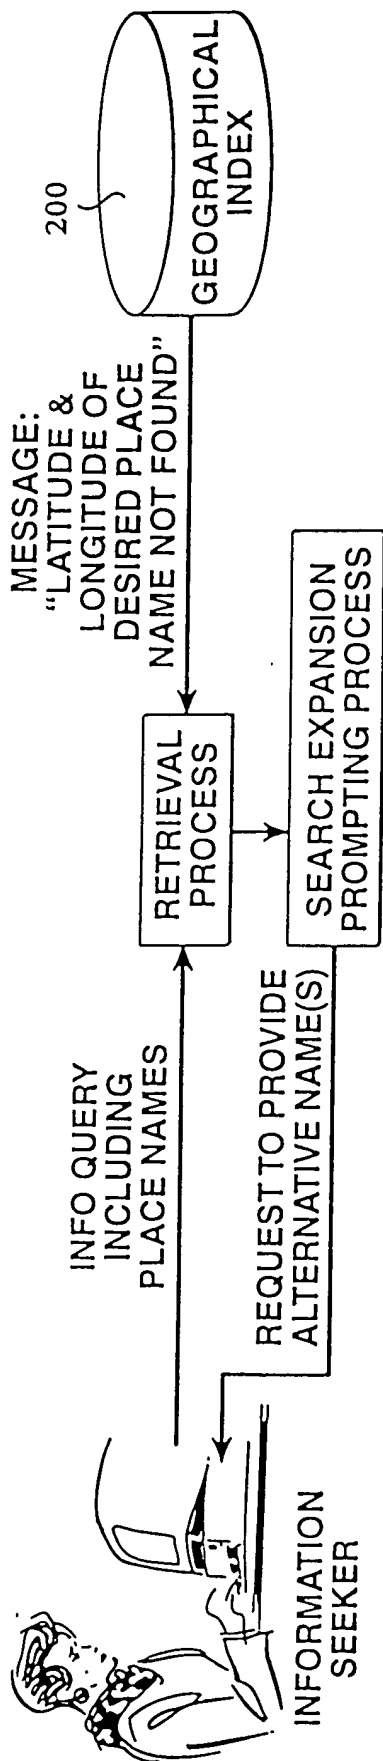 INFORMATION
SEEKER
INFO QUERY
INCLUDING
PLACE NAMES
REQUEST TO PROVIDE
ALTERNATIVE NAME(S)
RETRIEVAL
PROCESS
SEARCH EXPANSION
PROMPTING PROCESS
MESSAGE:
“LATITUDE &
LONGITUDE OF
DESIRED PLACE
NAME NOT FOUND”
200
GEOGRAPHICAL
INDEX